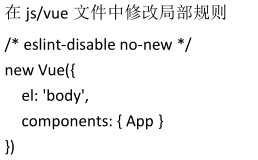 在 js/vue 文件中修改局部规则
/* eslint-disable no-new */
new Vue({
el: 'body',
components: { App }
})